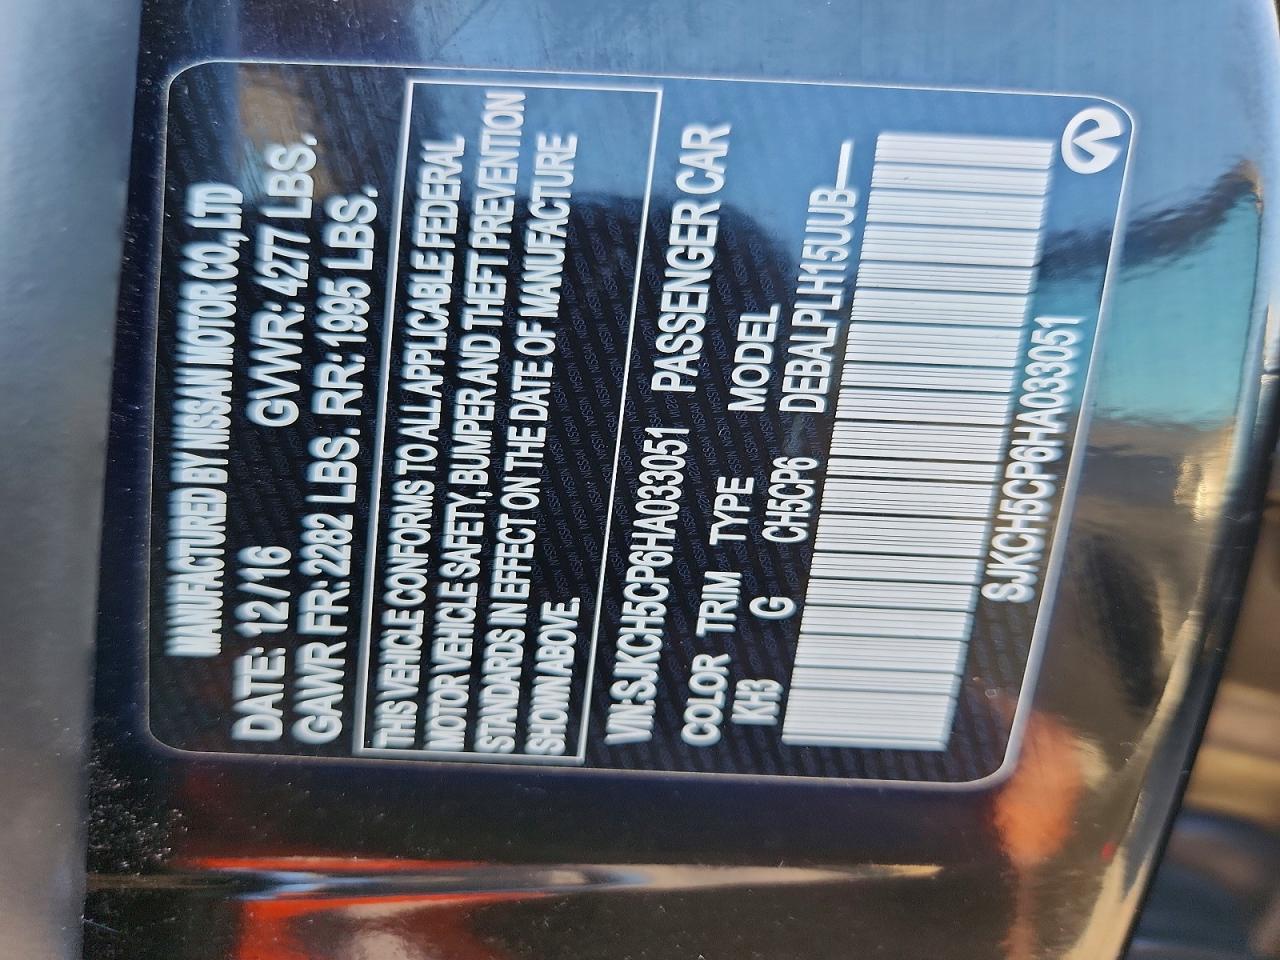 MANUFACTURED BY NISSAN MOTOR CO., LTD
DATE: 12/16 GVWR: 4277 LBS.
GAWR FR: 2282 LBS. RR: 1995 LBS.
THIS VEHICLE CONFORMS TO ALL APPLICABLE FEDERAL
MOTOR VEHICLE SAFETY, BUMPER AND THEFT PREVENTION
STANDARDS IN EFFECT ON THE DATE OF MANUFACTURE
SHOWN ABOVE.
VIN: SJKCH5CP6HA033051 PASSENGER CAR
COLOR TRIM TYPE MODEL
KH3 G CH5CP6 DEBALPLH15UUB—
SJKCH5CP6HA033051